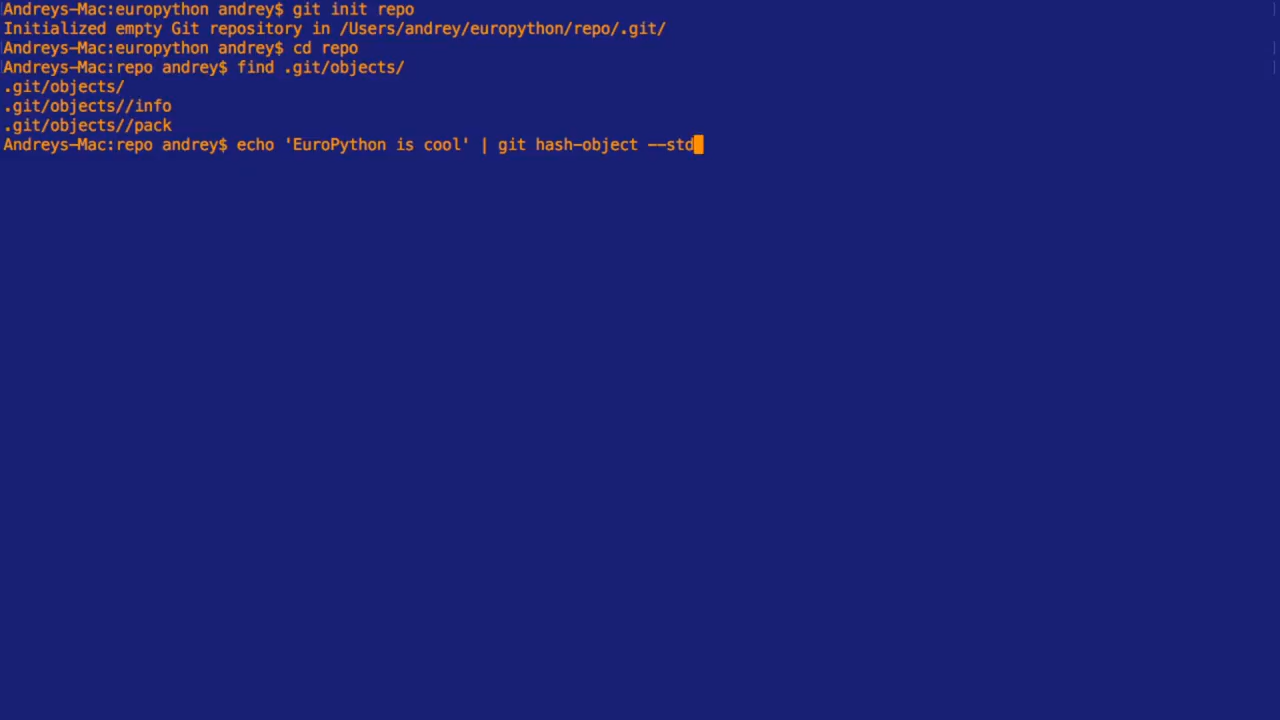 Andreys-Mac:europython andrey$ git init repo
Initialized empty Git repository in /Users/andrey/europython/repo/.git/
Andreys-Mac:europython andrey$ cd repo
Andreys-Mac:repo andrey$ find .git/objects/
.git/objects/
.git/objects//info
.git/objects//pack
Andreys-Mac:repo andrey$ echo 'EuroPython is cool' | git hash-object --std